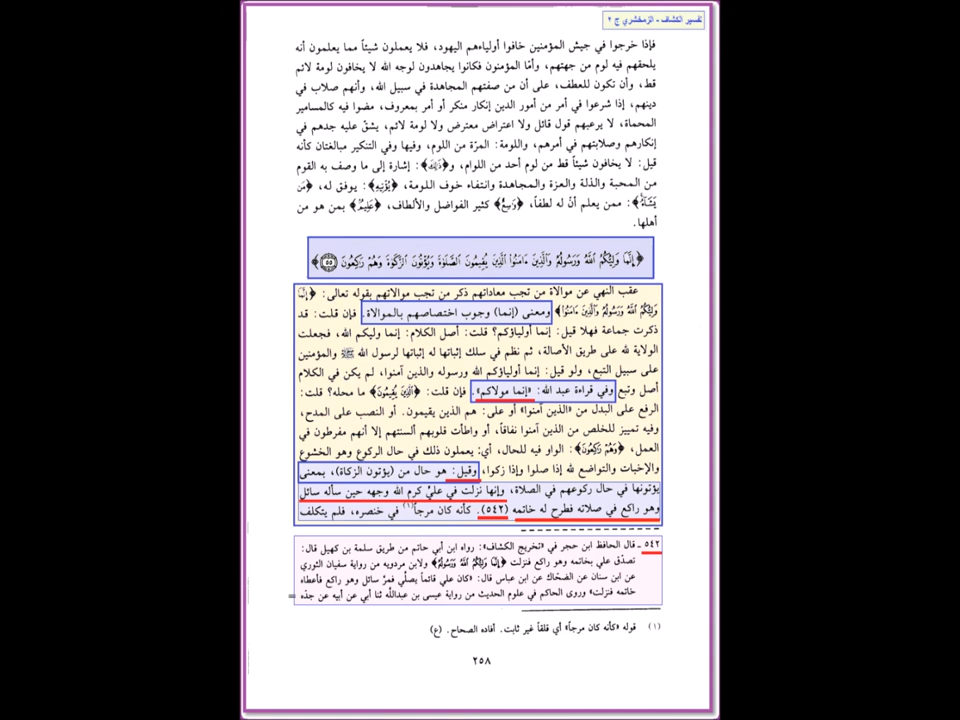 تفسير الكشاف - الزمخشري ج ٢
فإذا خرجوا في جيش المؤمنين خافوا أولياءهم اليهود، فلا يعملون شيئاً مما يعلمون أنه
يلحقهم فيه لوم من جهتهم، وأمّا المؤمنون فكانوا يجاهدون لوجه الله لا يخافون لومة لائم
قط، وأن تكون للعطف، على أن من صفتهم المجاهدة في سبيل الله، وأنهم صلاب في
دينهم، إذا شرعوا في أمر من أمور الدين إنكار منكر أو أمر بمعروف، مضوا فيه كالمسامير
المحماة، لا يرعبهم قول قائل ولا اعتراض معترض ولا لومة لائم، يشقّ عليه جدهم في
إنكارهم وصلابتهم في أمرهم، واللومة: المرّة من اللوم، وفيها وفي التنكير مبالغتان كأنه
قيل: لا يخافون شيئاً قط من لوم أحد من اللوام، و﴿ذَلِكَ﴾: إشارة إلى ما وصف به القوم
من المحبة والذلة والعزة والمجاهدة وانتفاء خوف اللومة، ﴿يُؤْتِيهِ﴾: يوفق له، ﴿مَن
يَشَآءُ﴾: ممن يعلم أنّ له لطفاً، ﴿وَاسِعٌ﴾ كثير الفواضل والألطاف، ﴿عَلِيمٌ﴾ بمن هو من
أهلها.
﴿إِنَّمَا وَلِيُّكُمُ ٱللَّهُ وَرَسُولُهُ وَٱلَّذِينَ ءَامَنُوا۟ ٱلَّذِينَ يُقِيمُونَ ٱلصَّلَوٰةَ وَيُؤْتُونَ ٱلزَّكَوٰةَ وَهُمْ رَٰكِعُونَ ٥٥﴾
عقب النهي عن موالاة من تجب معاداتهم ذكر من تجب موالاتهم بقوله تعالى: ﴿إِنَّمَا
وَلِيُّكُمُ ٱللَّهُ وَرَسُولُهُ وَٱلَّذِينَ ءَامَنُوا۟﴾ ومعنى (إنما) وجوب اختصاصهم بالموالاة. فإن قلت: قد
ذكرت جماعة فهلا قيل: إنما أولياؤكم؟ قلت: أصل الكلام: إنما وليكم الله، فجعلت
الولاية لله على طريق الأصالة، ثم نظم في سلك إثباتها له إثباتها لرسول الله ﷺ والمؤمنين
على سبيل التبع، ولو قيل: إنما أولياؤكم الله ورسوله والذين آمنوا، لم يكن في الكلام
أصل وتبع وفي قراءة عبد الله: «إنما مولاكم». فإن قلت: ﴿ٱلَّذِينَ يُقِيمُونَ﴾ ما محله؟ قلت:
الرفع على البدل من «الذين آمنوا» أو على: هم الذين يقيمون. أو النصب على المدح،
وفيه تمييز للخلص من الذين آمنوا نفاقاً، أو واطأت قلوبهم ألسنتهم إلا أنهم مفرطون في
العمل، ﴿وَهُمْ رَٰكِعُونَ﴾: الواو فيه للحال، أي: يعملون ذلك في حال الركوع وهو الخشوع
والإخبات والتواضع لله إذا صلوا وإذا زكوا، وقيل: هو حال من (يؤتون الزكاة)، بمعنى
يؤتونها في حال ركوعهم في الصلاة، وإنها نزلت في عليّ كرم الله وجهه حين سأله سائل
وهو راكع في صلاته فطرح له خاتمه (٥٤٢). كأنه كان مرجاً(١) في خنصره، فلم يتكلف
٥٤٢ ـ قال الحافظ ابن حجر في «تخريج الكشاف»: رواه ابن أبي حاتم من طريق سلمة بن كهيل قال:
تصدّق علي بخاتمه وهو راكع فنزلت ﴿إِنَّمَا وَلِيُّكُمُ ٱللَّهُ وَرَسُولُهُ﴾ ولابن مردويه من رواية سفيان الثوري
عن ابن سنان عن الضحّاك عن ابن عباس قال: «كان علي قائماً يصلّي فمرّ سائل وهو راكع فأعطاه
خاتمه فنزلت» وروى الحاكم في علوم الحديث من رواية عيسى بن عبدالله ثنا أبي عن أبيه عن جدّه =
(١) قوله «كأنه كان مرجاً» أي قلقاً غير ثابت. أفاده الصحاح. (ع)
٢٥٨